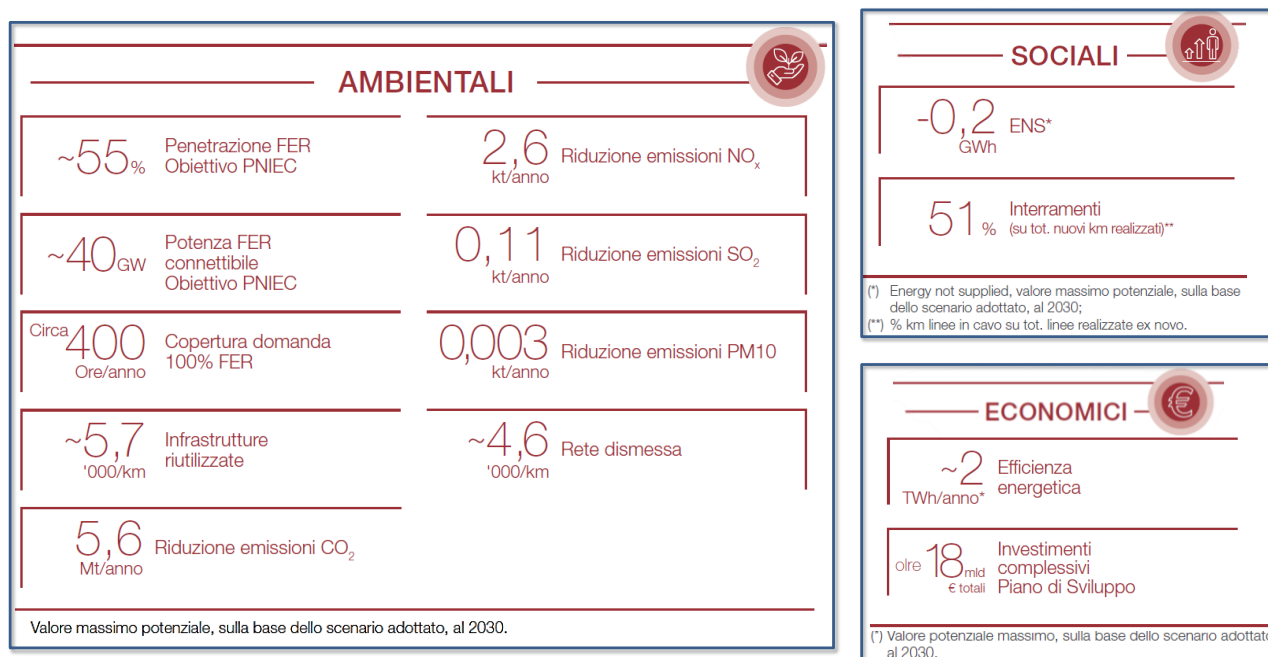 AMBIENTALI
~55%
Penetrazione FER
Obiettivo PNIEC
~40GW
Potenza FER
connettibile
Obiettivo PNIEC
Circa 400
Ore/anno
Copertura domanda
100% FER
~5,7
'000/km
Infrastrutture
riutilizzate
5,6
Mt/anno
Riduzione emissioni CO₂
2,6
kt/anno
Riduzione emissioni NOₓ
0,11
kt/anno
Riduzione emissioni SO₂
0,003
kt/anno
Riduzione emissioni PM10
~4,6
'000/km
Rete dismessa
Valore massimo potenziale, sulla base dello scenario adottato, al 2030.
SOCIALI
-0,2
GWh
ENS*
51%
Interramenti
(su tot. nuovi km realizzati)**
(*) Energy not supplied, valore massimo potenziale, sulla base
dello scenario adottato, al 2030;
(**) % km linee in cavo su tot. linee realizzate ex novo.
ECONOMICI
€
~2
TWh/anno*
Efficienza
energetica
olre 18 mld
€ totali
Investimenti
complessivi
Piano di Sviluppo
(*) Valore potenziale massimo, sulla base dello scenario adottato
al 2030.